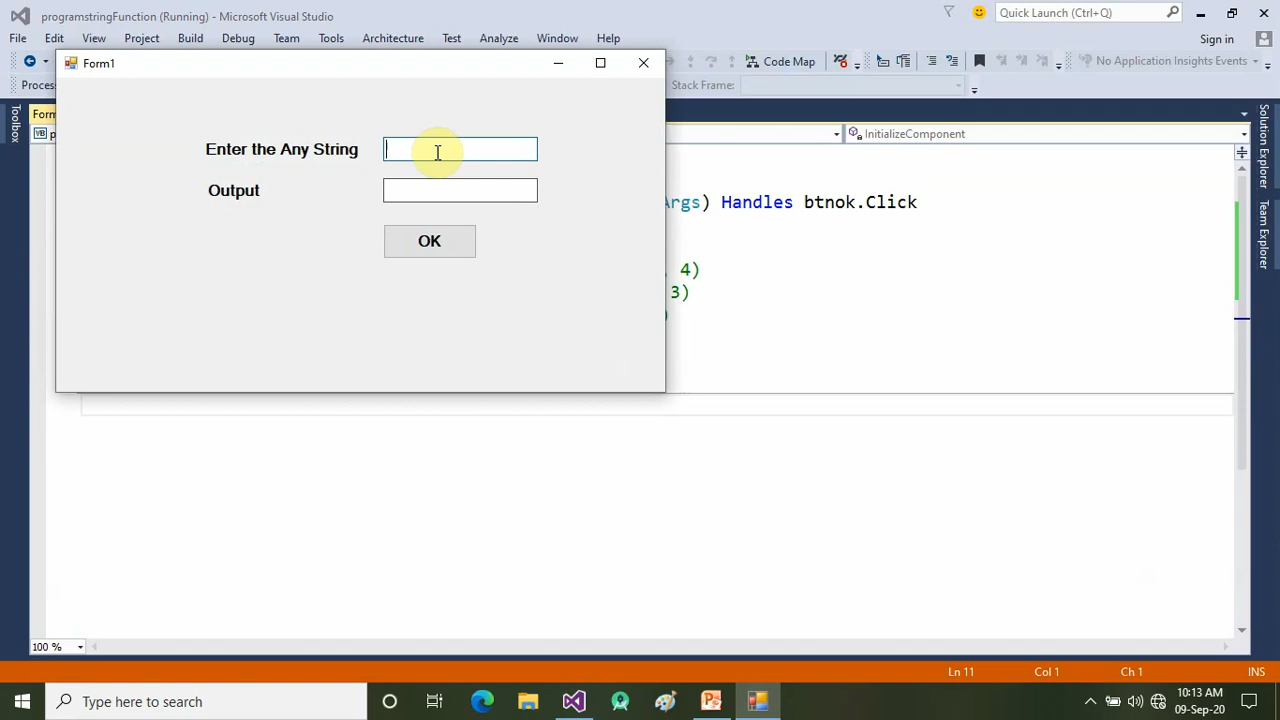 programstringFunction (Running) - Microsoft Visual Studio
Quick Launch (Ctrl+Q)
File Edit View Project Build Debug Team Tools Architecture Test Analyze Window Help
Sign in
Form1
Code Map
No Application Insights Events
Process
Stack Frame:
Form
Toolbox
VB
InitializeComponent
Solution Explorer
Team Explorer
Enter the Any String
Output
OK
Args) Handles btnok.Click
4)
3)
)
100 %
Ln 11
Col 1
Ch 1
INS
Type here to search
10:13 AM
09-Sep-20